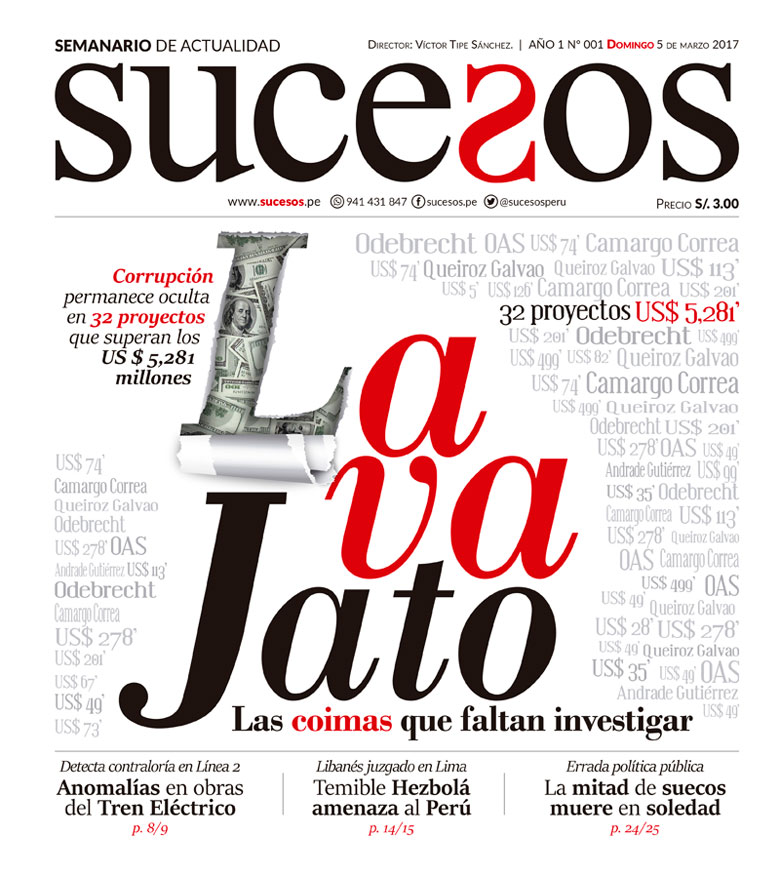 SEMANARIO DE ACTUALIDAD
DIRECTOR: VÍCTOR TIPE SÁNCHEZ. | AÑO 1 Nº 001 DOMINGO 5 DE MARZO 2017
sucesos
www.sucesos.pe 941 431 847 sucesos.pe @sucesosperu
PRECIO S/. 3.00
Corrupción
permanece oculta
en 32 proyectos
que superan los
US $ 5,281
millones
Odebrecht OAS US$ 74' Camargo Correa
US$ 74' Queiroz Galvao Queiroz Galvao US$ 113'
US$ 5' US$ 126' Camargo Correa US$ 201'
32 proyectos US$ 5,281'
US$ 201' Odebrecht US$ 499'
US$ 499' US$ 82' Queiroz Galvao
US$ 74' Camargo Correa
US$ 499' Queiroz Galvao
Odebrecht US$ 201'
US$ 278' OAS US$ 49'
Andrade Gutiérrez US$ 99'
US$ 35' Odebrecht
Camargo Correa US$ 113'
US$ 278' Queiroz Galvao
OAS Camargo Correa
US$ 499' OAS
US$ 49' Queiroz Galvao
US$ 28' US$ 278'
US$ 49' Queiroz Galvao
US$ 35' US$ 49' OAS
Andrade Gutiérrez
US$ 49'
US$ 74'
Camargo Correa
Queiroz Galvao
Odebrecht
US$ 278' OAS
Andrade Gutiérrez US$ 113'
Odebrecht
Camargo Correa
US$ 278'
US$ 201'
US$ 67'
US$ 49'
US$ 73'
La
va
Jato
Las coimas que faltan investigar
Detecta contraloría en Línea 2
Anomalías en obras
del Tren Eléctrico
p. 8/9
Libanés juzgado en Lima
Temible Hezbolá
amenaza al Perú
p. 14/15
Errada política pública
La mitad de suecos
muere en soledad
p. 24/25